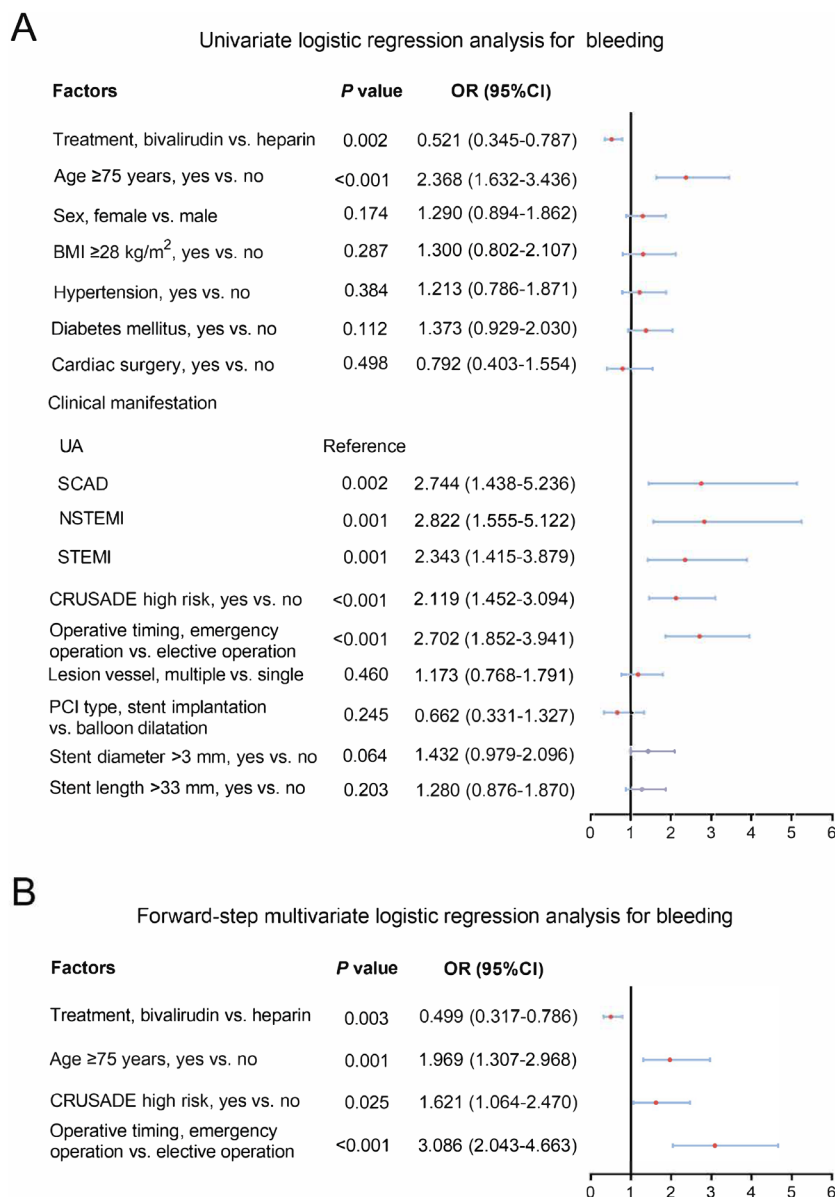 A
Univariate logistic regression analysis for bleeding
Factors P value OR (95%CI)
Treatment, bivalirudin vs. heparin 0.002 0.521 (0.345-0.787)
Age ≥75 years, yes vs. no <0.001 2.368 (1.632-3.436)
Sex, female vs. male 0.174 1.290 (0.894-1.862)
BMI ≥28 kg/m² , yes vs. no 0.287 1.300 (0.802-2.107)
Hypertension, yes vs. no 0.384 1.213 (0.786-1.871)
Diabetes mellitus, yes vs. no 0.112 1.373 (0.929-2.030)
Cardiac surgery, yes vs. no 0.498 0.792 (0.403-1.554)
Clinical manifestation
UA Reference
SCAD 0.002 2.744 (1.438-5.236)
NSTEMI 0.001 2.822 (1.555-5.122)
STEMI 0.001 2.343 (1.415-3.879)
CRUSADE high risk, yes vs. no <0.001 2.119 (1.452-3.094)
Operative timing, emergency
operation vs. elective operation <0.001 2.702 (1.852-3.941)
Lesion vessel, multiple vs. single 0.460 1.173 (0.768-1.791)
PCI type, stent implantation
vs. balloon dilatation 0.245 0.662 (0.331-1.327)
Stent diameter >3 mm, yes vs. no 0.064 1.432 (0.979-2.096)
Stent length >33 mm, yes vs. no 0.203 1.280 (0.876-1.870)
0 1 2 3 4 5 6
B
Forward-step multivariate logistic regression analysis for bleeding
Factors P value OR (95%CI)
Treatment, bivalirudin vs. heparin 0.003 0.499 (0.317-0.786)
Age ≥75 years, yes vs. no 0.001 1.969 (1.307-2.968)
CRUSADE high risk, yes vs. no 0.025 1.621 (1.064-2.470)
Operative timing, emergency
operation vs. elective operation <0.001 3.086 (2.043-4.663)
0 1 2 3 4 5 6